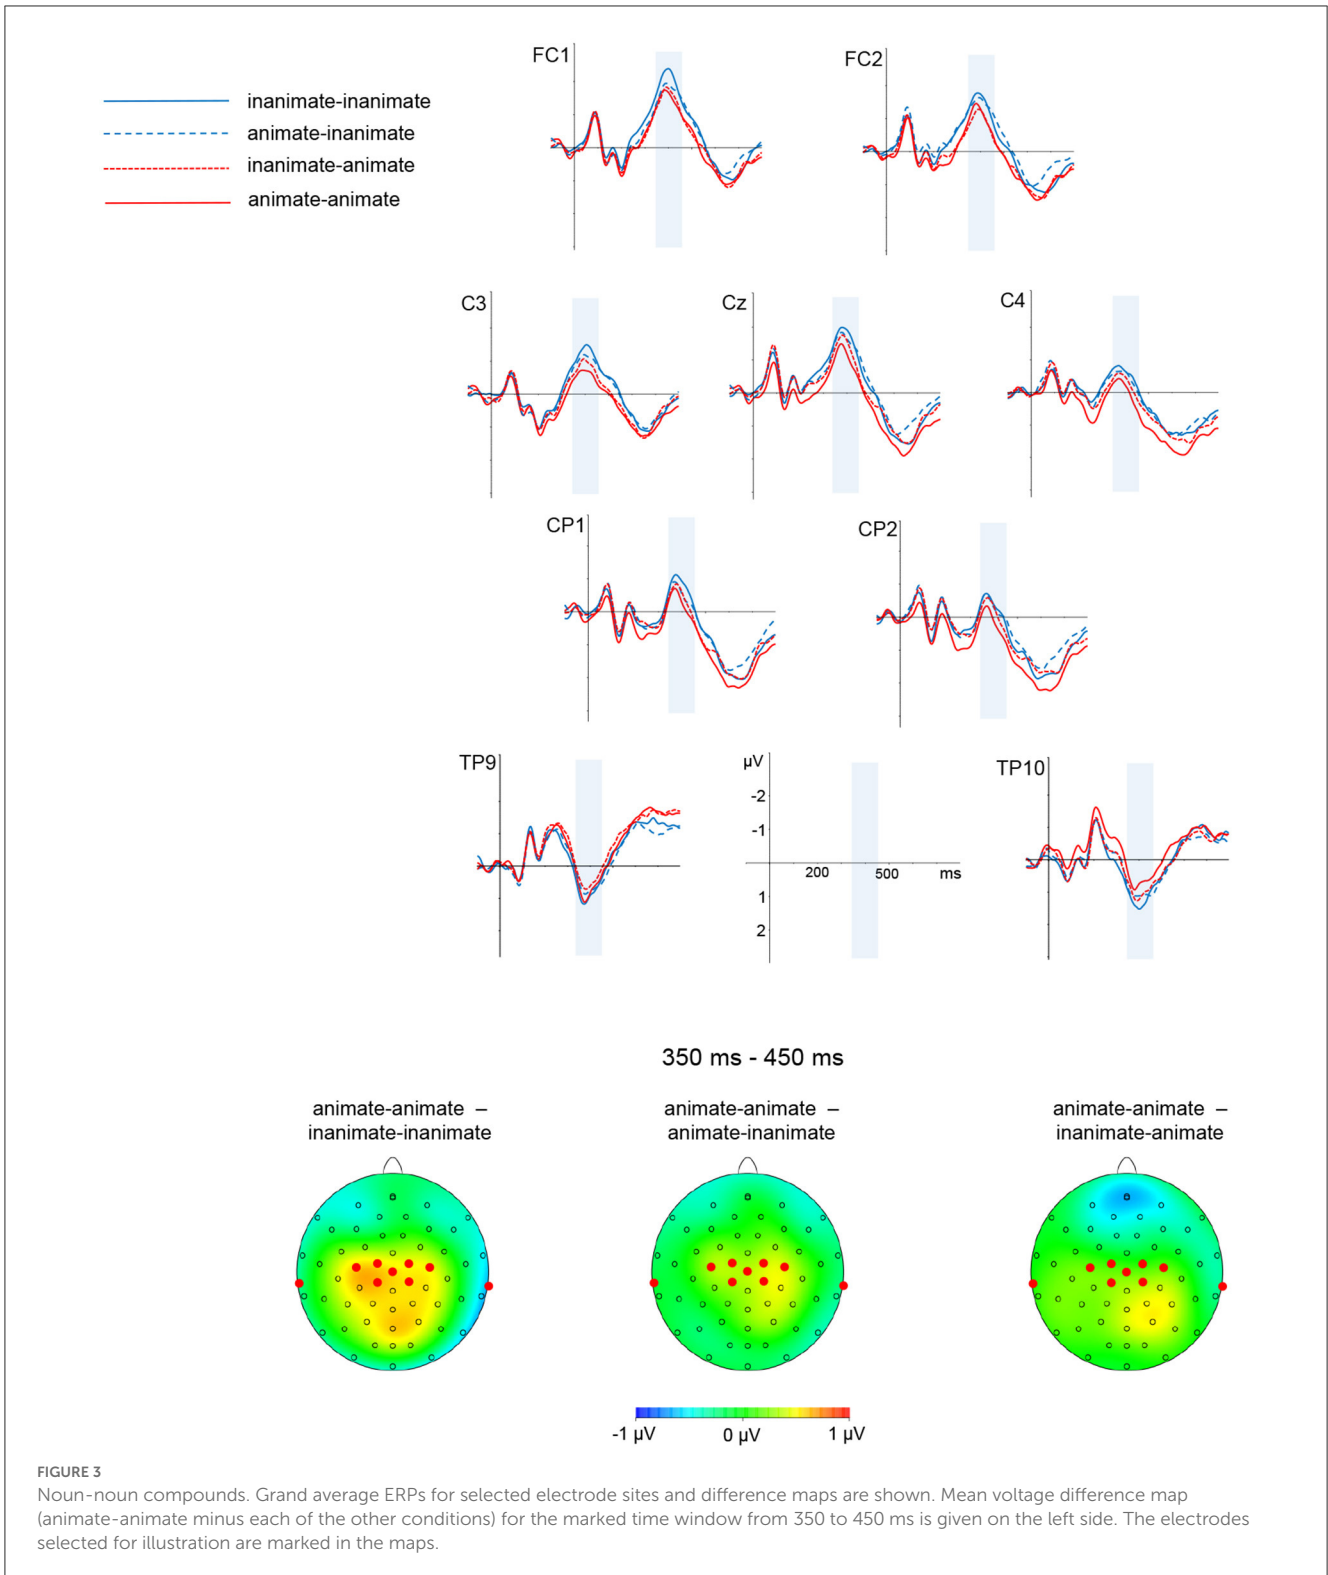 FC1
FC2
inanimate-inanimate
animate-inanimate
inanimate-animate
animate-animate
C3
Cz
C4
CP1
CP2
TP9
µV
TP10
-2
-1
200
500
ms
1
2
350 ms - 450 ms
animate-animate –
inanimate-inanimate
animate-animate –
animate-inanimate
animate-animate –
inanimate-animate
-1 µV
0 µV
1 µV
FIGURE 3
Noun-noun compounds. Grand average ERPs for selected electrode sites and difference maps are shown. Mean voltage difference map
(animate-animate minus each of the other conditions) for the marked time window from 350 to 450 ms is given on the left side. The electrodes
selected for illustration are marked in the maps.